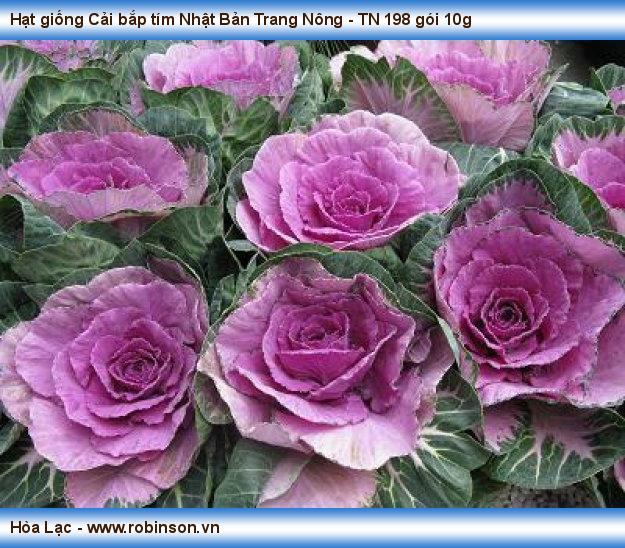 Hạt giống Cải bắp tím Nhật Bản Trang Nông - TN 198 gói 10g
Hòa Lạc - www.robinson.vn